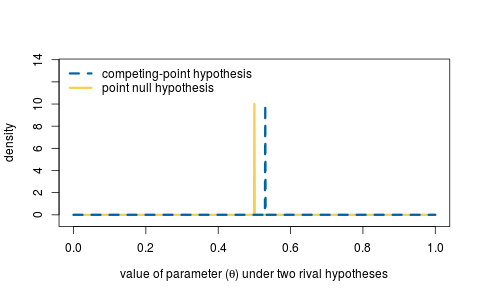 competing-point hypothesis
point null hypothesis
density
14
10
8
6
4
2
0
0.0 0.2 0.4 0.6 0.8 1.0
value of parameter (θ) under two rival hypotheses